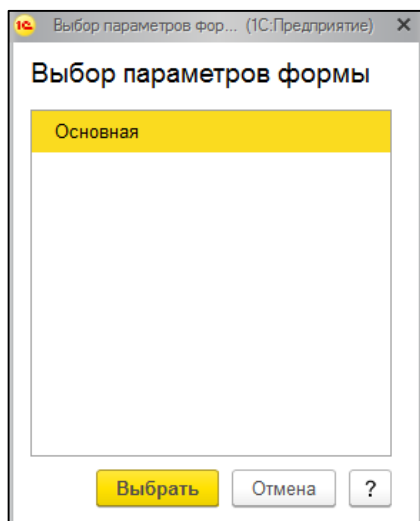 1С Выбор параметров фор... (1С:Предприятие) ×
Выбор параметров формы
Основная
Выбрать Отмена ?